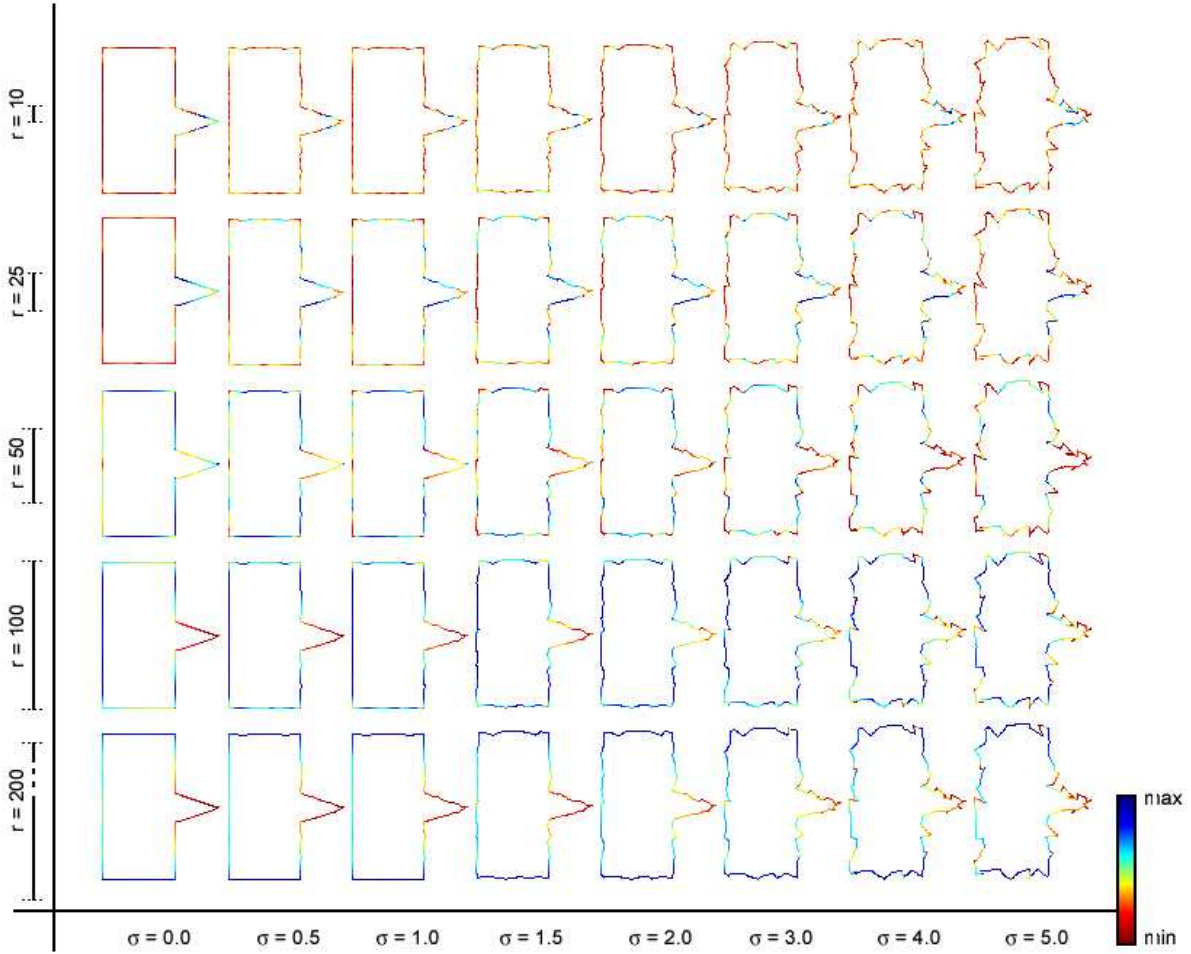 r = 10
r = 25
r = 50
r = 100
r = 200
max
min
σ = 0.0 σ = 0.5 σ = 1.0 σ = 1.5 σ = 2.0 σ = 3.0 σ = 4.0 σ = 5.0